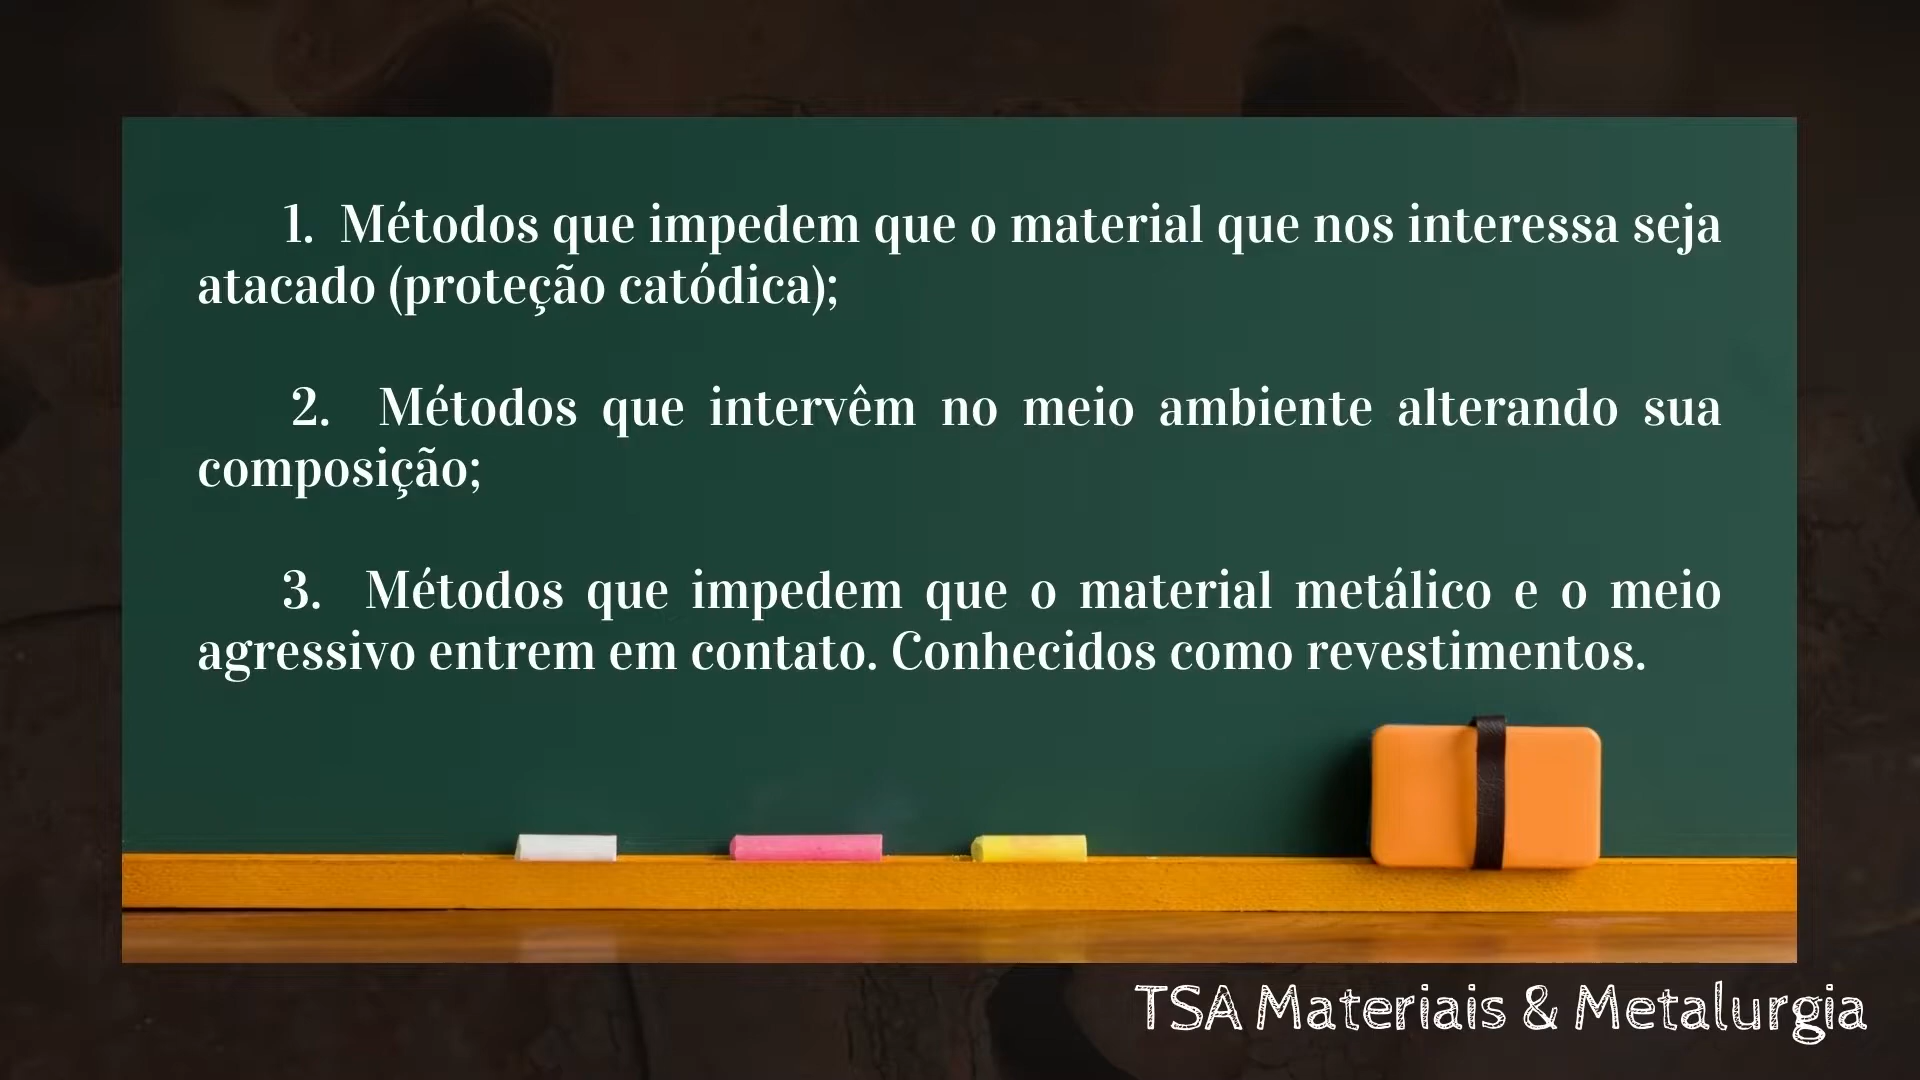 1. Métodos que impedem que o material que nos interessa seja
atacado (proteção catódica);
2. Métodos que intervêm no meio ambiente alterando sua
composição;
3. Métodos que impedem que o material metálico e o meio
agressivo entrem em contato. Conhecidos como revestimentos.
TSA Materiais & Metalurgia